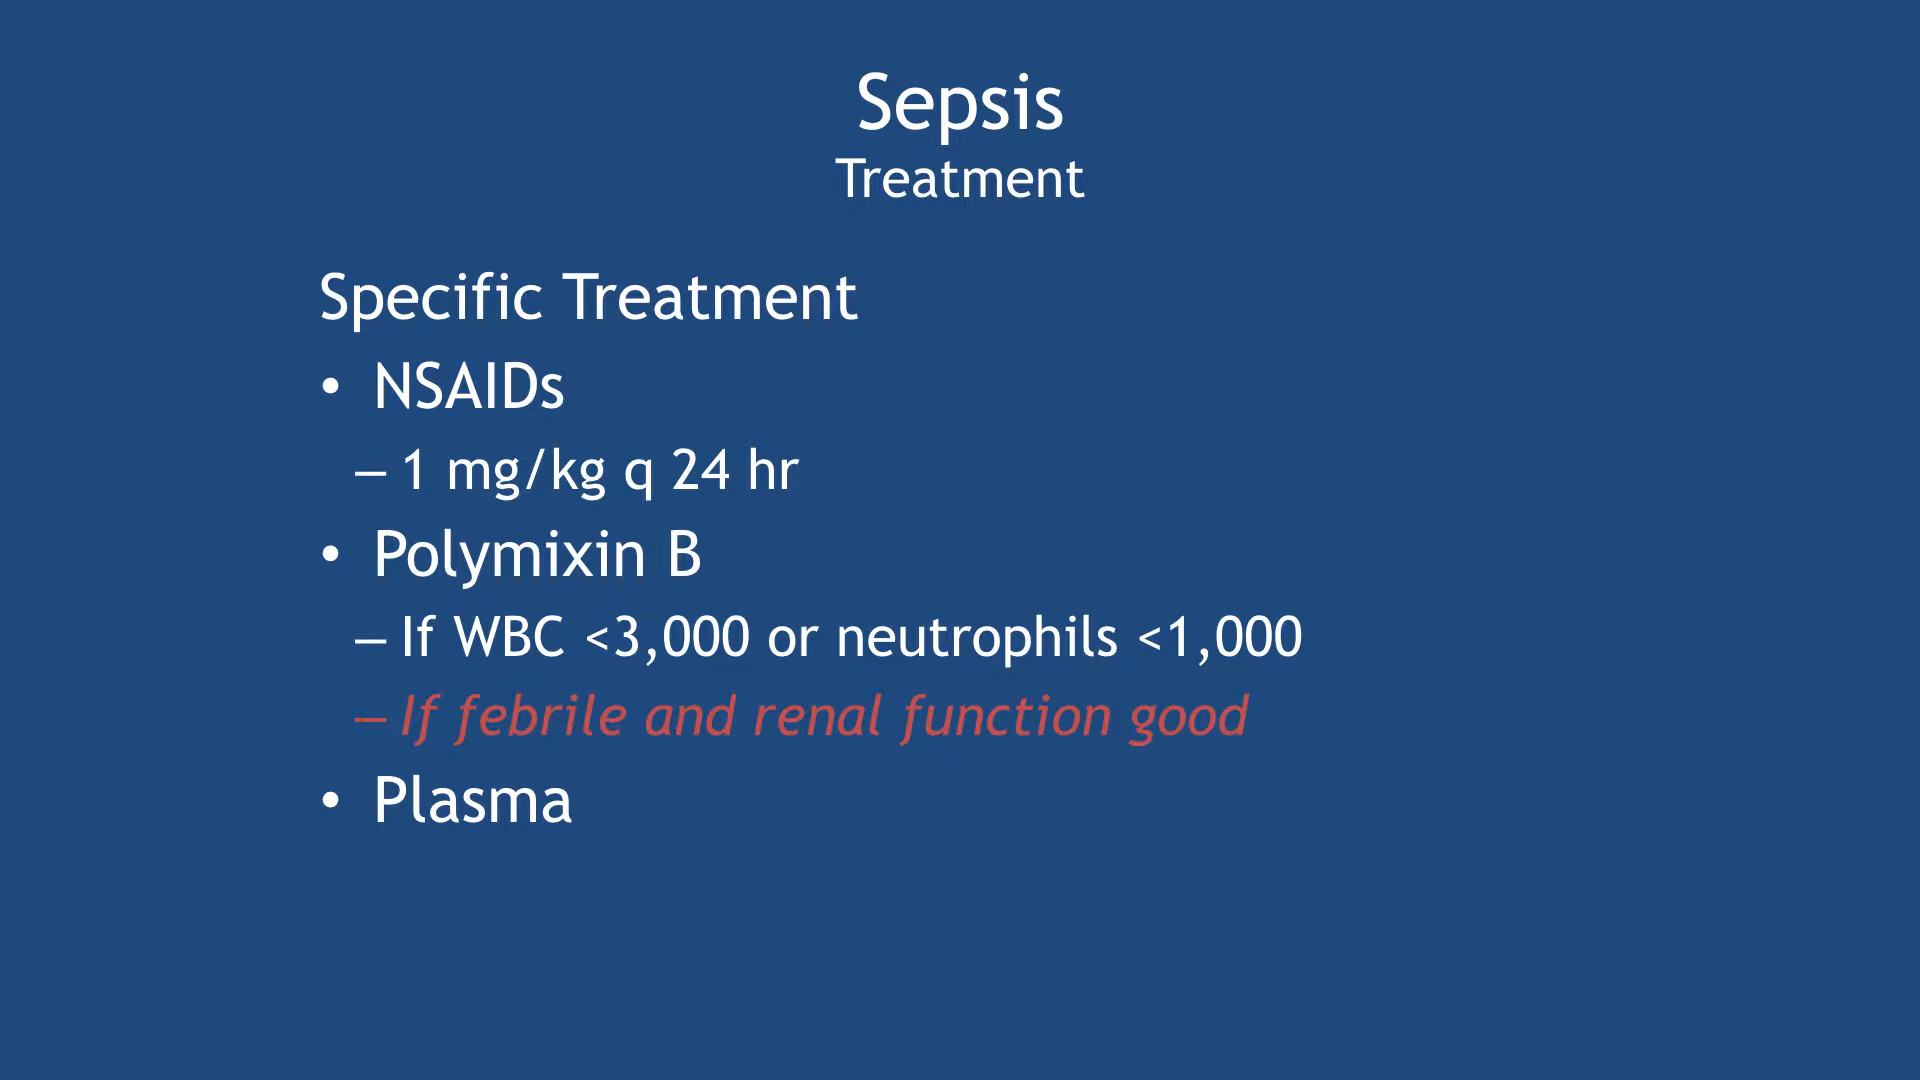 Sepsis
Treatment
Specific Treatment
• NSAIDs
– 1 mg/kg q 24 hr
• Polymixin B
– If WBC <3,000 or neutrophils <1,000
– If febrile and renal function good
• Plasma